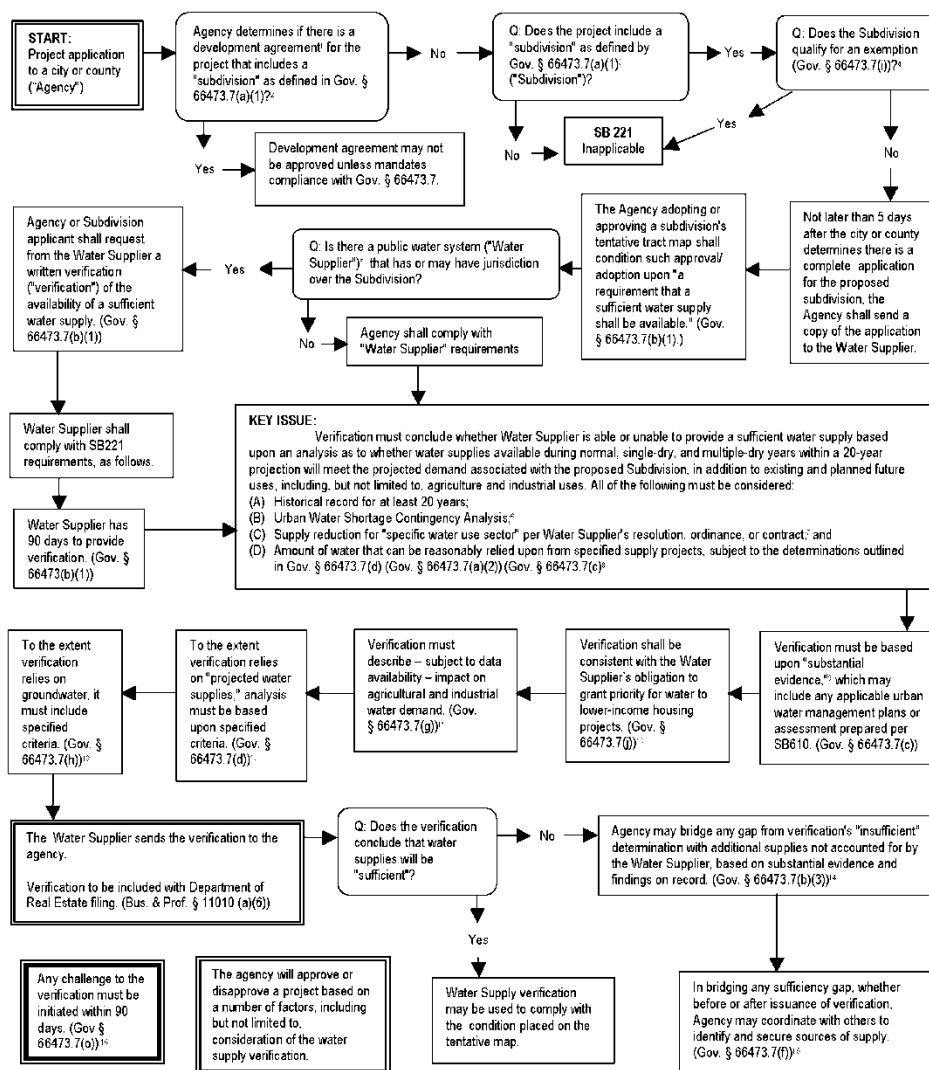 START:
Project application
to a city or county
("Agency")
Agency determines if there is a
development agreement¹ for the
project that includes a
"subdivision" as defined in Gov. §
66473.7(a)(1)?²
No
Q: Does the project include a
"subdivision" as defined by
Gov. § 66473.7(a)(1)
("Subdivision")?
Yes
Q: Does the Subdivision
qualify for an exemption
(Gov. § 66473.7(i))?⁴
Yes
Development agreement may not
be approved unless mandates
compliance with Gov. § 66473.7.
No
SB 221
Inapplicable
Yes
No
Not later than 5 days
after the city or county
determines there is a
complete application
for the proposed
subdivision, the
Agency shall send a
copy of the application
to the Water Supplier.
The Agency adopting or
approving a subdivision's
tentative tract map shall
condition such approval/
adoption upon "a
requirement that a
sufficient water supply
shall be available." (Gov.
§ 66473.7(b)(1).)
Q: Is there a public water system ("Water
Supplier") that has or may have jurisdiction
over the Subdivision?
Yes
Agency or Subdivision
applicant shall request
from the Water Supplier a
written verification
("verification") of the
availability of a sufficient
water supply. (Gov. §
66473.7(b)(1))
No
Agency shall comply with
"Water Supplier" requirements
Water Supplier shall
comply with SB221
requirements, as follows.
Water Supplier has
90 days to provide
verification. (Gov. §
66473(b)(1))
KEY ISSUE:
Verification must conclude whether Water Supplier is able or unable to provide a sufficient water supply based
upon an analysis as to whether water supplies available during normal, single-dry, and multiple-dry years within a 20-year
projection will meet the projected demand associated with the proposed Subdivision, in addition to existing and planned future
uses, including, but not limited to, agriculture and industrial uses. All of the following must be considered:
(A) Historical record for at least 20 years;
(B) Urban Water Shortage Contingency Analysis;
(C) Supply reduction for "specific water use sector" per Water Supplier's resolution, ordinance, or contract; and
(D) Amount of water that can be reasonably relied upon from specified supply projects, subject to the determinations outlined
in Gov. § 66473.7(d) (Gov. § 66473.7(a)(2)) (Gov. § 66473.7(c)⁸
Verification must be based
upon "substantial
evidence," which may
include any applicable urban
water management plans or
assessment prepared per
SB610. (Gov. § 66473.7(c))
Verification shall be
consistent with the Water
Supplier's obligation to
grant priority for water to
lower-income housing
projects. (Gov. §
66473.7(j))
Verification must
describe – subject to data
availability – impact on
agricultural and industrial
water demand. (Gov.
§ 66473.7(g))
To the extent
verification relies
on "projected water
supplies," analysis
must be based
upon specified
criteria. (Gov. §
66473.7(d))
To the extent
verification
relies on
groundwater, it
must include
specified
criteria. (Gov. §
66473.7(h))
The Water Supplier sends the verification to the
agency.
Verification to be included with Department of
Real Estate filing. (Bus. & Prof. § 11010 (a)(6))
Q: Does the verification
conclude that water
supplies will be
"sufficient"?
No
Agency may bridge any gap from verification's "insufficient"
determination with additional supplies not accounted for by
the Water Supplier, based on substantial evidence and
findings on record. (Gov. § 66473.7(b)(3))¹⁴
Yes
Any challenge to the
verification must be
initiated within 90
days. (Gov §
66473.7(o))¹⁶
The agency will approve or
disapprove a project based on
a number of factors, including
but not limited to,
consideration of the water
supply verification.
Water Supply verification
may be used to comply with
the condition placed on the
tentative map.
In bridging any sufficiency gap, whether
before or after issuance of verification,
Agency may coordinate with others to
identify and secure sources of supply.
(Gov. § 66473.7(f))¹⁵